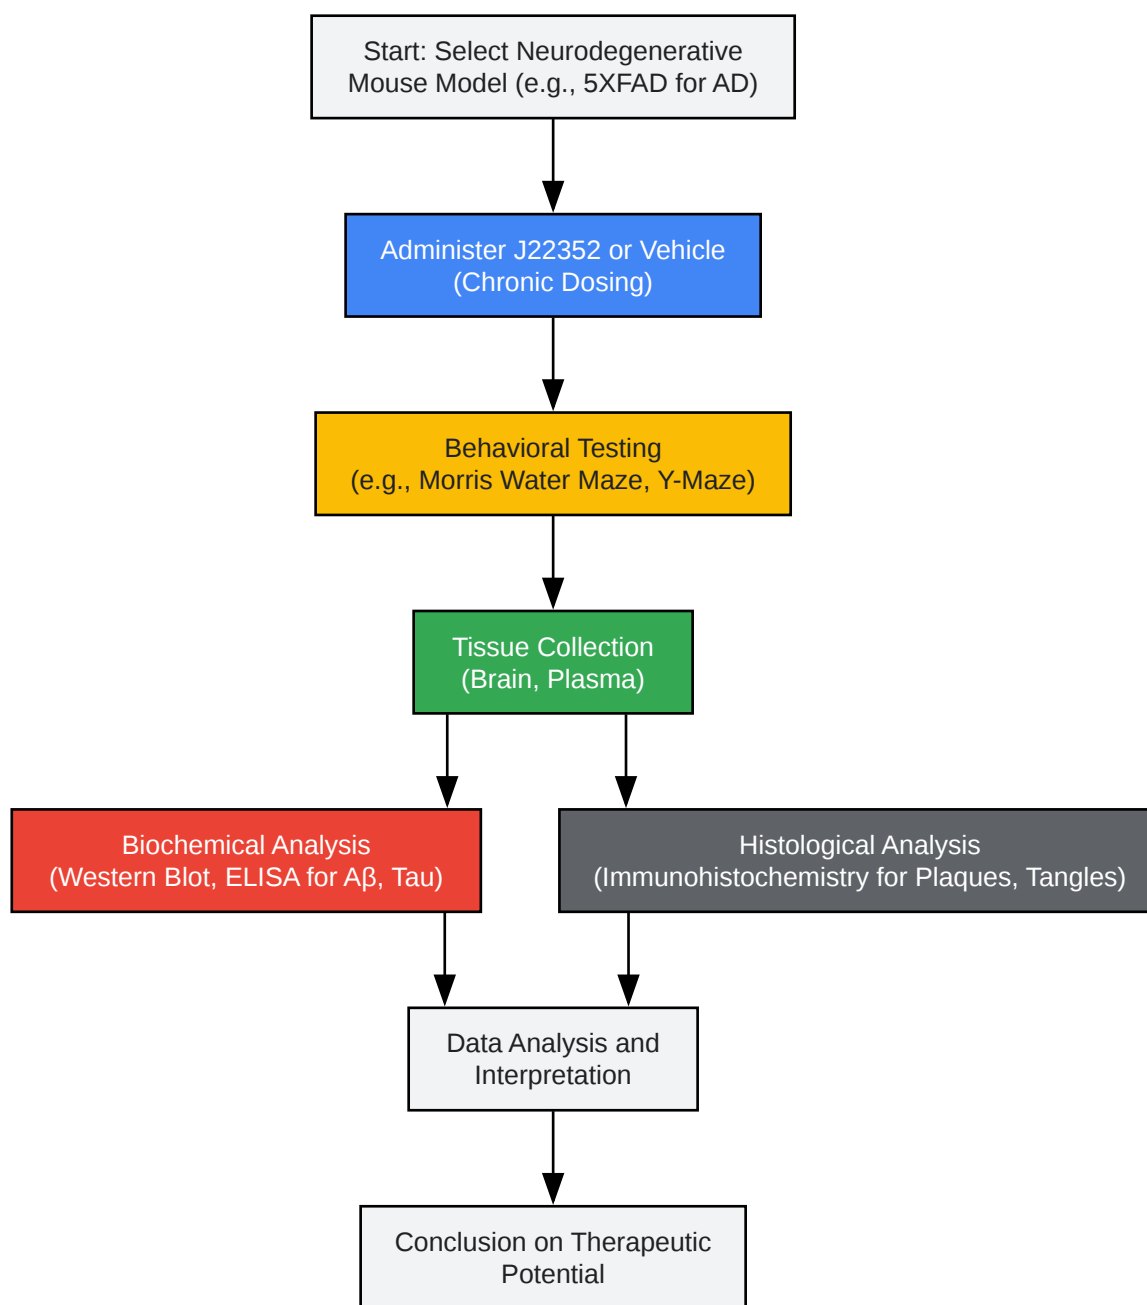 Start: Select Neurodegenerative
Mouse Model (e.g., 5XFAD for AD)
Administer J22352 or Vehicle
(Chronic Dosing)
Behavioral Testing
(e.g., Morris Water Maze, Y-Maze)
Tissue Collection
(Brain, Plasma)
Biochemical Analysis
(Western Blot, ELISA for Aβ, Tau)
Histological Analysis
(Immunohistochemistry for Plaques, Tangles)
Data Analysis and
Interpretation
Conclusion on Therapeutic
Potential